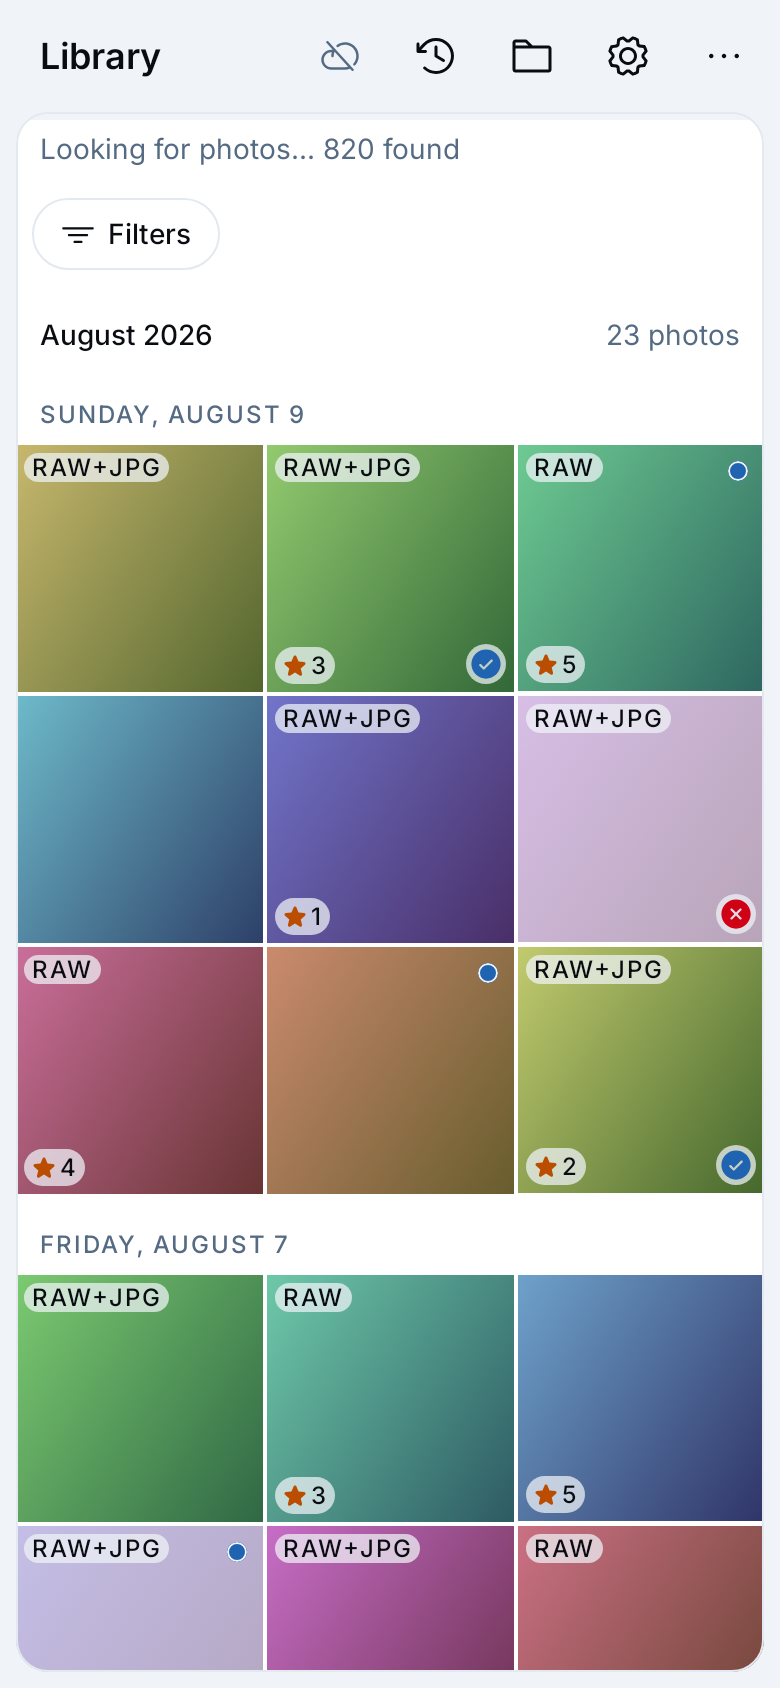 Library
Looking for photos... 820 found
Filters
August 2026 23 photos
SUNDAY, AUGUST 9
RAW+JPG RAW+JPG RAW
3 5
RAW+JPG RAW+JPG
1
RAW RAW+JPG
4 2
FRIDAY, AUGUST 7
RAW+JPG RAW
3 5
RAW+JPG RAW+JPG RAW